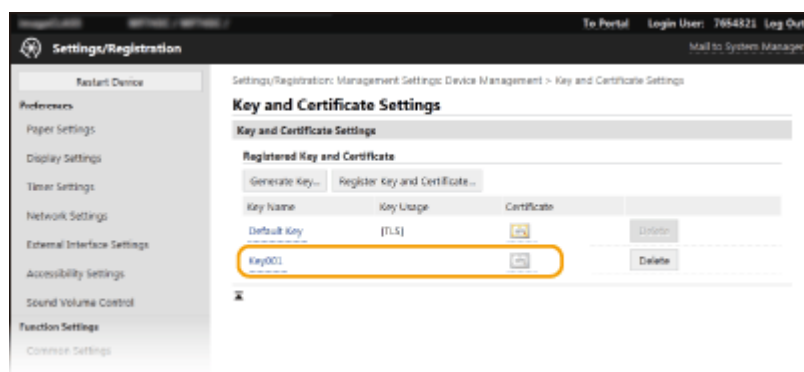 To Portal Login User: 7654321 Log Out
Settings/Registration
Mail to System Manager
Restart Device
Preferences
Paper Settings
Display Settings
Timer Settings
Network Settings
External Interface Settings
Accessibility Settings
Sound Volume Control
Function Settings
Common Settings
Settings/Registration: Management Settings: Device Management > Key and Certificate Settings
Key and Certificate Settings
Key and Certificate Settings
Registered Key and Certificate
Generate Key... Register Key and Certificate...
Key Name Key Usage Certificate
Default Key [TLS] Delete
Key001 Delete